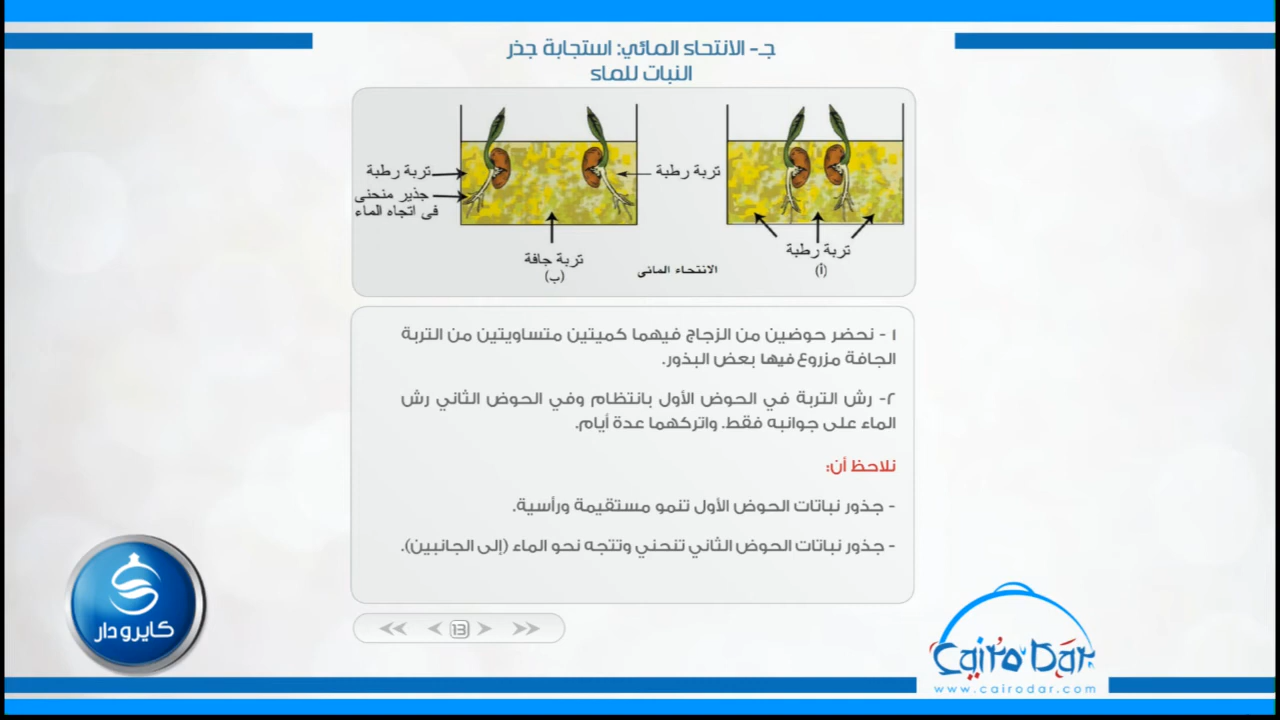 جـ- الانتحاء المائي: استجابة جذر
النبات للماء
تربة رطبة
(أ)
تربة رطبة
تربة رطبة
جذير منحنى
فى اتجاه الماء
تربة جافة
(ب)
الانتحاء المائى
١ - نحضر حوضين من الزجاج فيهما كميتين متساويتين من التربة
الجافة مزروع فيها بعض البذور.
٢- رش التربة في الحوض الأول بانتظام وفي الحوض الثاني رش
الماء على جوانبه فقط. واتركهما عدة أيام.
نلاحظ أن:
- جذور نباتات الحوض الأول تنمو مستقيمة ورأسية.
- جذور نباتات الحوض الثاني تنحني وتتجه نحو الماء (إلى الجانبين).
13
كايرودار
Cairo Dar
www.cairodar.com